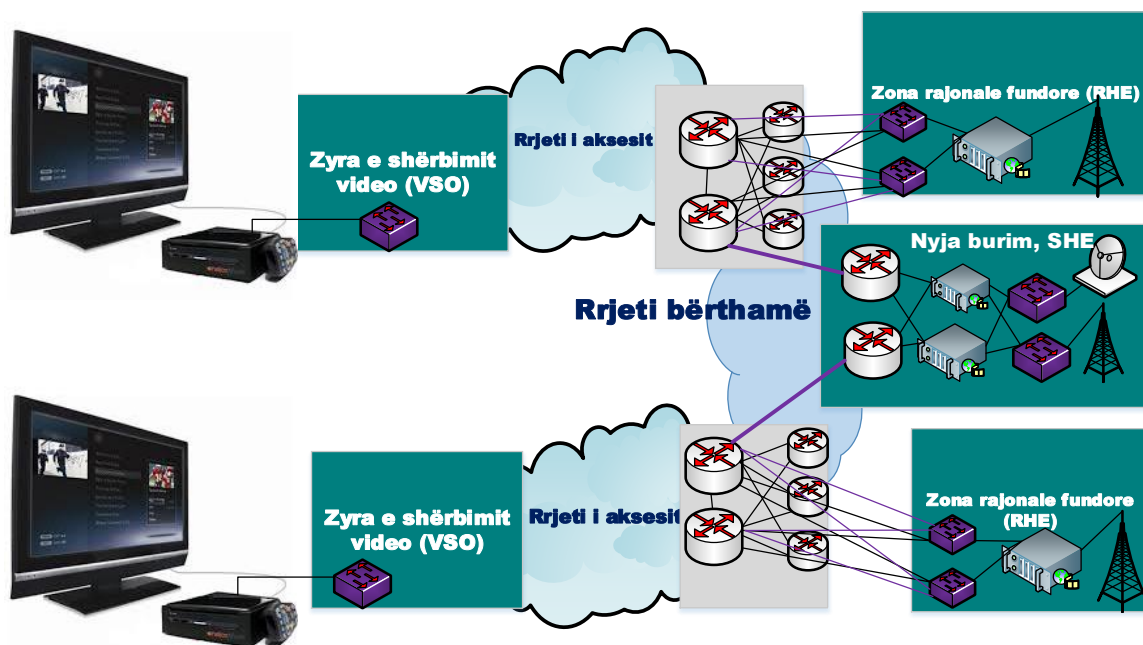 Zona rajonale fundore (RHE)
Rrjeti i aksesit
Zyra e shërbimit
video (VSO)
Nyja burim, SHE
Rrjeti bërthamë
Zona rajonale fundore
(RHE)
Zyra e shërbimit
video (VSO)
Rrjeti i aksesit